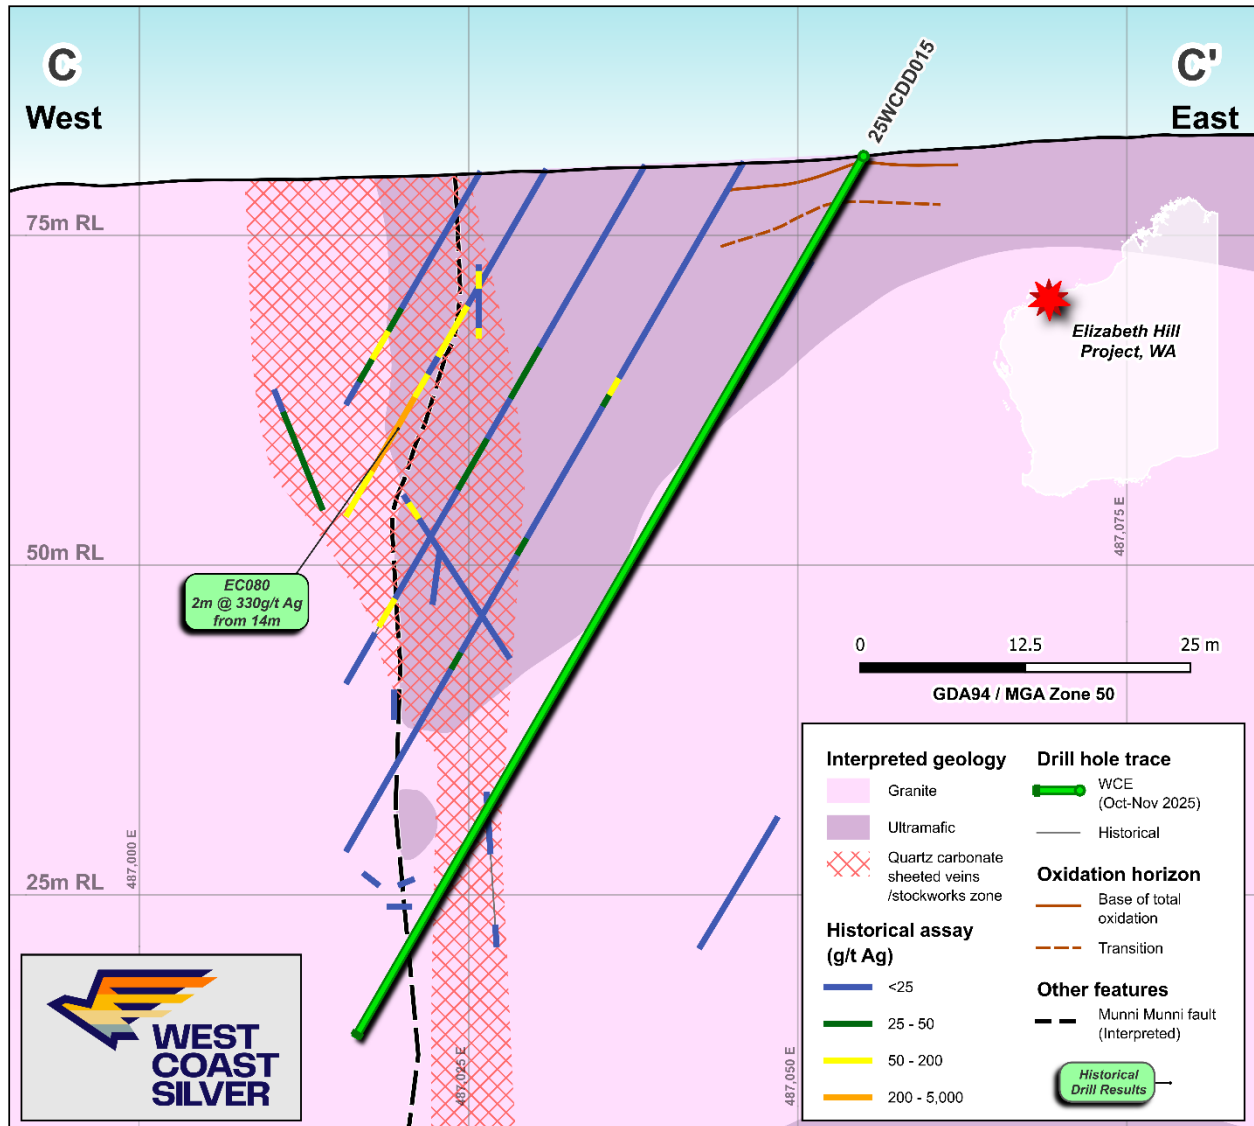 C
West
25WCDD015
C'
East
75m RL
Elizabeth Hill
Project, WA
487,075 E
50m RL
EC080
2m @ 330g/t Ag
from 14m
0 12.5 25 m
GDA94 / MGA Zone 50
487,000 E
25m RL
487,025 E
487,050 E
WEST
COAST
SILVER
Interpreted geology
Granite
Ultramafic
Quartz carbonate
sheeted veins
/stockworks zone
Historical assay
(g/t Ag)
<25
25 - 50
50 - 200
200 - 5,000
Drill hole trace
WCE
(Oct-Nov 2025)
Historical
Oxidation horizon
Base of total
oxidation
Transition
Other features
Munni Munni fault
(Interpreted)
Historical
Drill Results